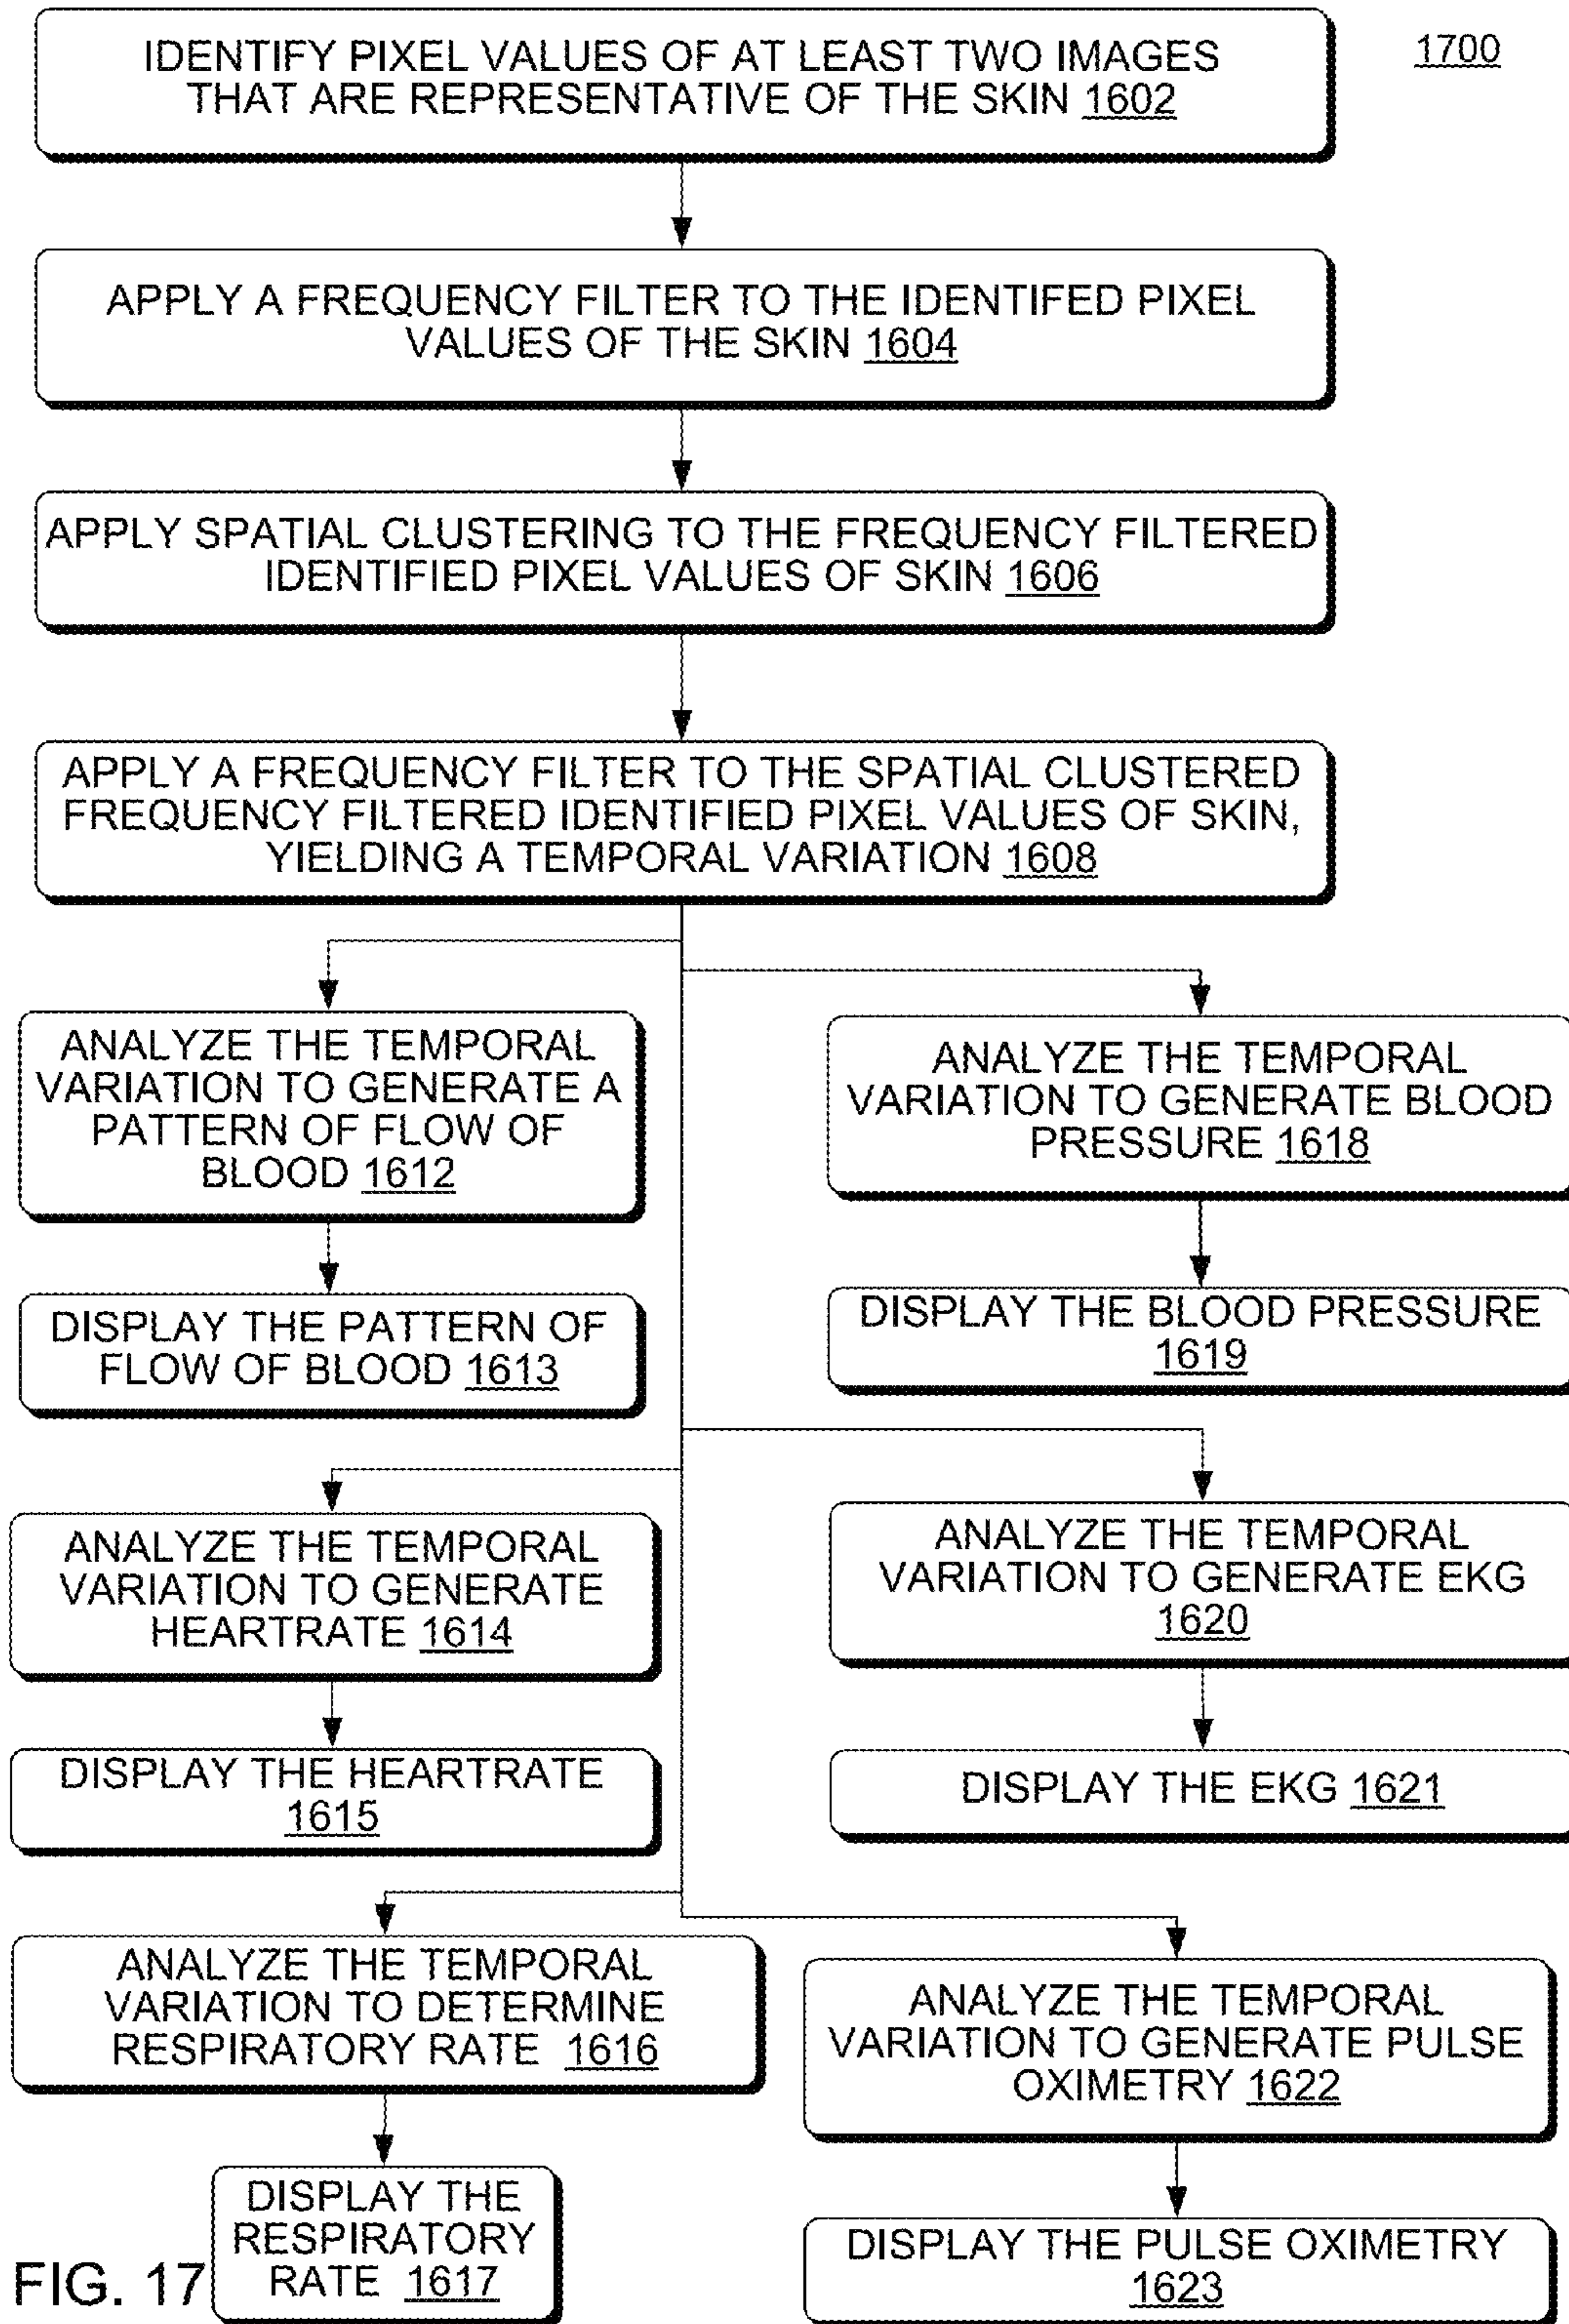 IDENTIFY PIXEL VALUES OF AT LEAST TWO IMAGES
THAT ARE REPRESENTATIVE OF THE SKIN 1602
1700
APPLY A FREQUENCY FILTER TO THE IDENTIFED PIXEL
VALUES OF THE SKIN 1604
APPLY SPATIAL CLUSTERING TO THE FREQUENCY FILTERED
IDENTIFIED PIXEL VALUES OF SKIN 1606
APPLY A FREQUENCY FILTER TO THE SPATIAL CLUSTERED
FREQUENCY FILTERED IDENTIFIED PIXEL VALUES OF SKIN,
YIELDING A TEMPORAL VARIATION 1608
ANALYZE THE TEMPORAL
VARIATION TO GENERATE A
PATTERN OF FLOW OF
BLOOD 1612
ANALYZE THE TEMPORAL
VARIATION TO GENERATE BLOOD
PRESSURE 1618
DISPLAY THE PATTERN OF
FLOW OF BLOOD 1613
DISPLAY THE BLOOD PRESSURE
1619
ANALYZE THE TEMPORAL
VARIATION TO GENERATE
HEARTRATE 1614
ANALYZE THE TEMPORAL
VARIATION TO GENERATE EKG
1620
DISPLAY THE HEARTRATE
1615
DISPLAY THE EKG 1621
ANALYZE THE TEMPORAL
VARIATION TO DETERMINE
RESPIRATORY RATE 1616
ANALYZE THE TEMPORAL
VARIATION TO GENERATE PULSE
OXIMETRY 1622
DISPLAY THE
RESPIRATORY
RATE 1617
DISPLAY THE PULSE OXIMETRY
1623
FIG. 17